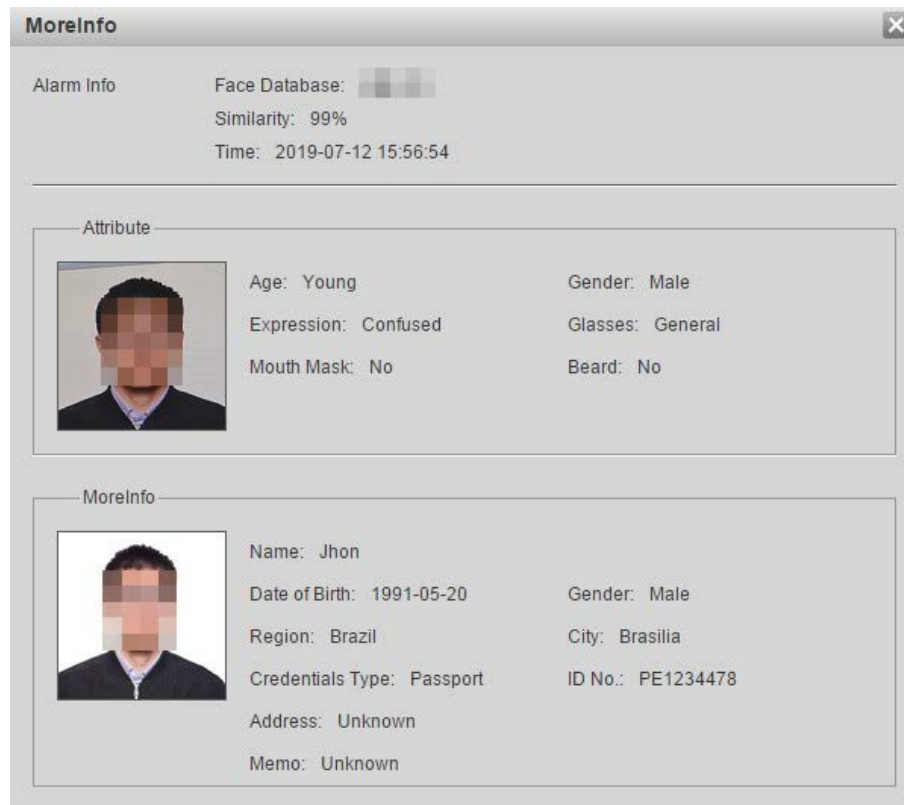 MoreInfo
Alarm Info
Face Database:
Similarity: 99%
Time: 2019-07-12 15:56:54
Attribute
Age: Young Gender: Male
Expression: Confused Glasses: General
Mouth Mask: No Beard: No
MoreInfo
Name: Jhon
Date of Birth: 1991-05-20 Gender: Male
Region: Brazil City: Brasilia
Credentials Type: Passport ID No.: PE1234478
Address: Unknown
Memo: Unknown